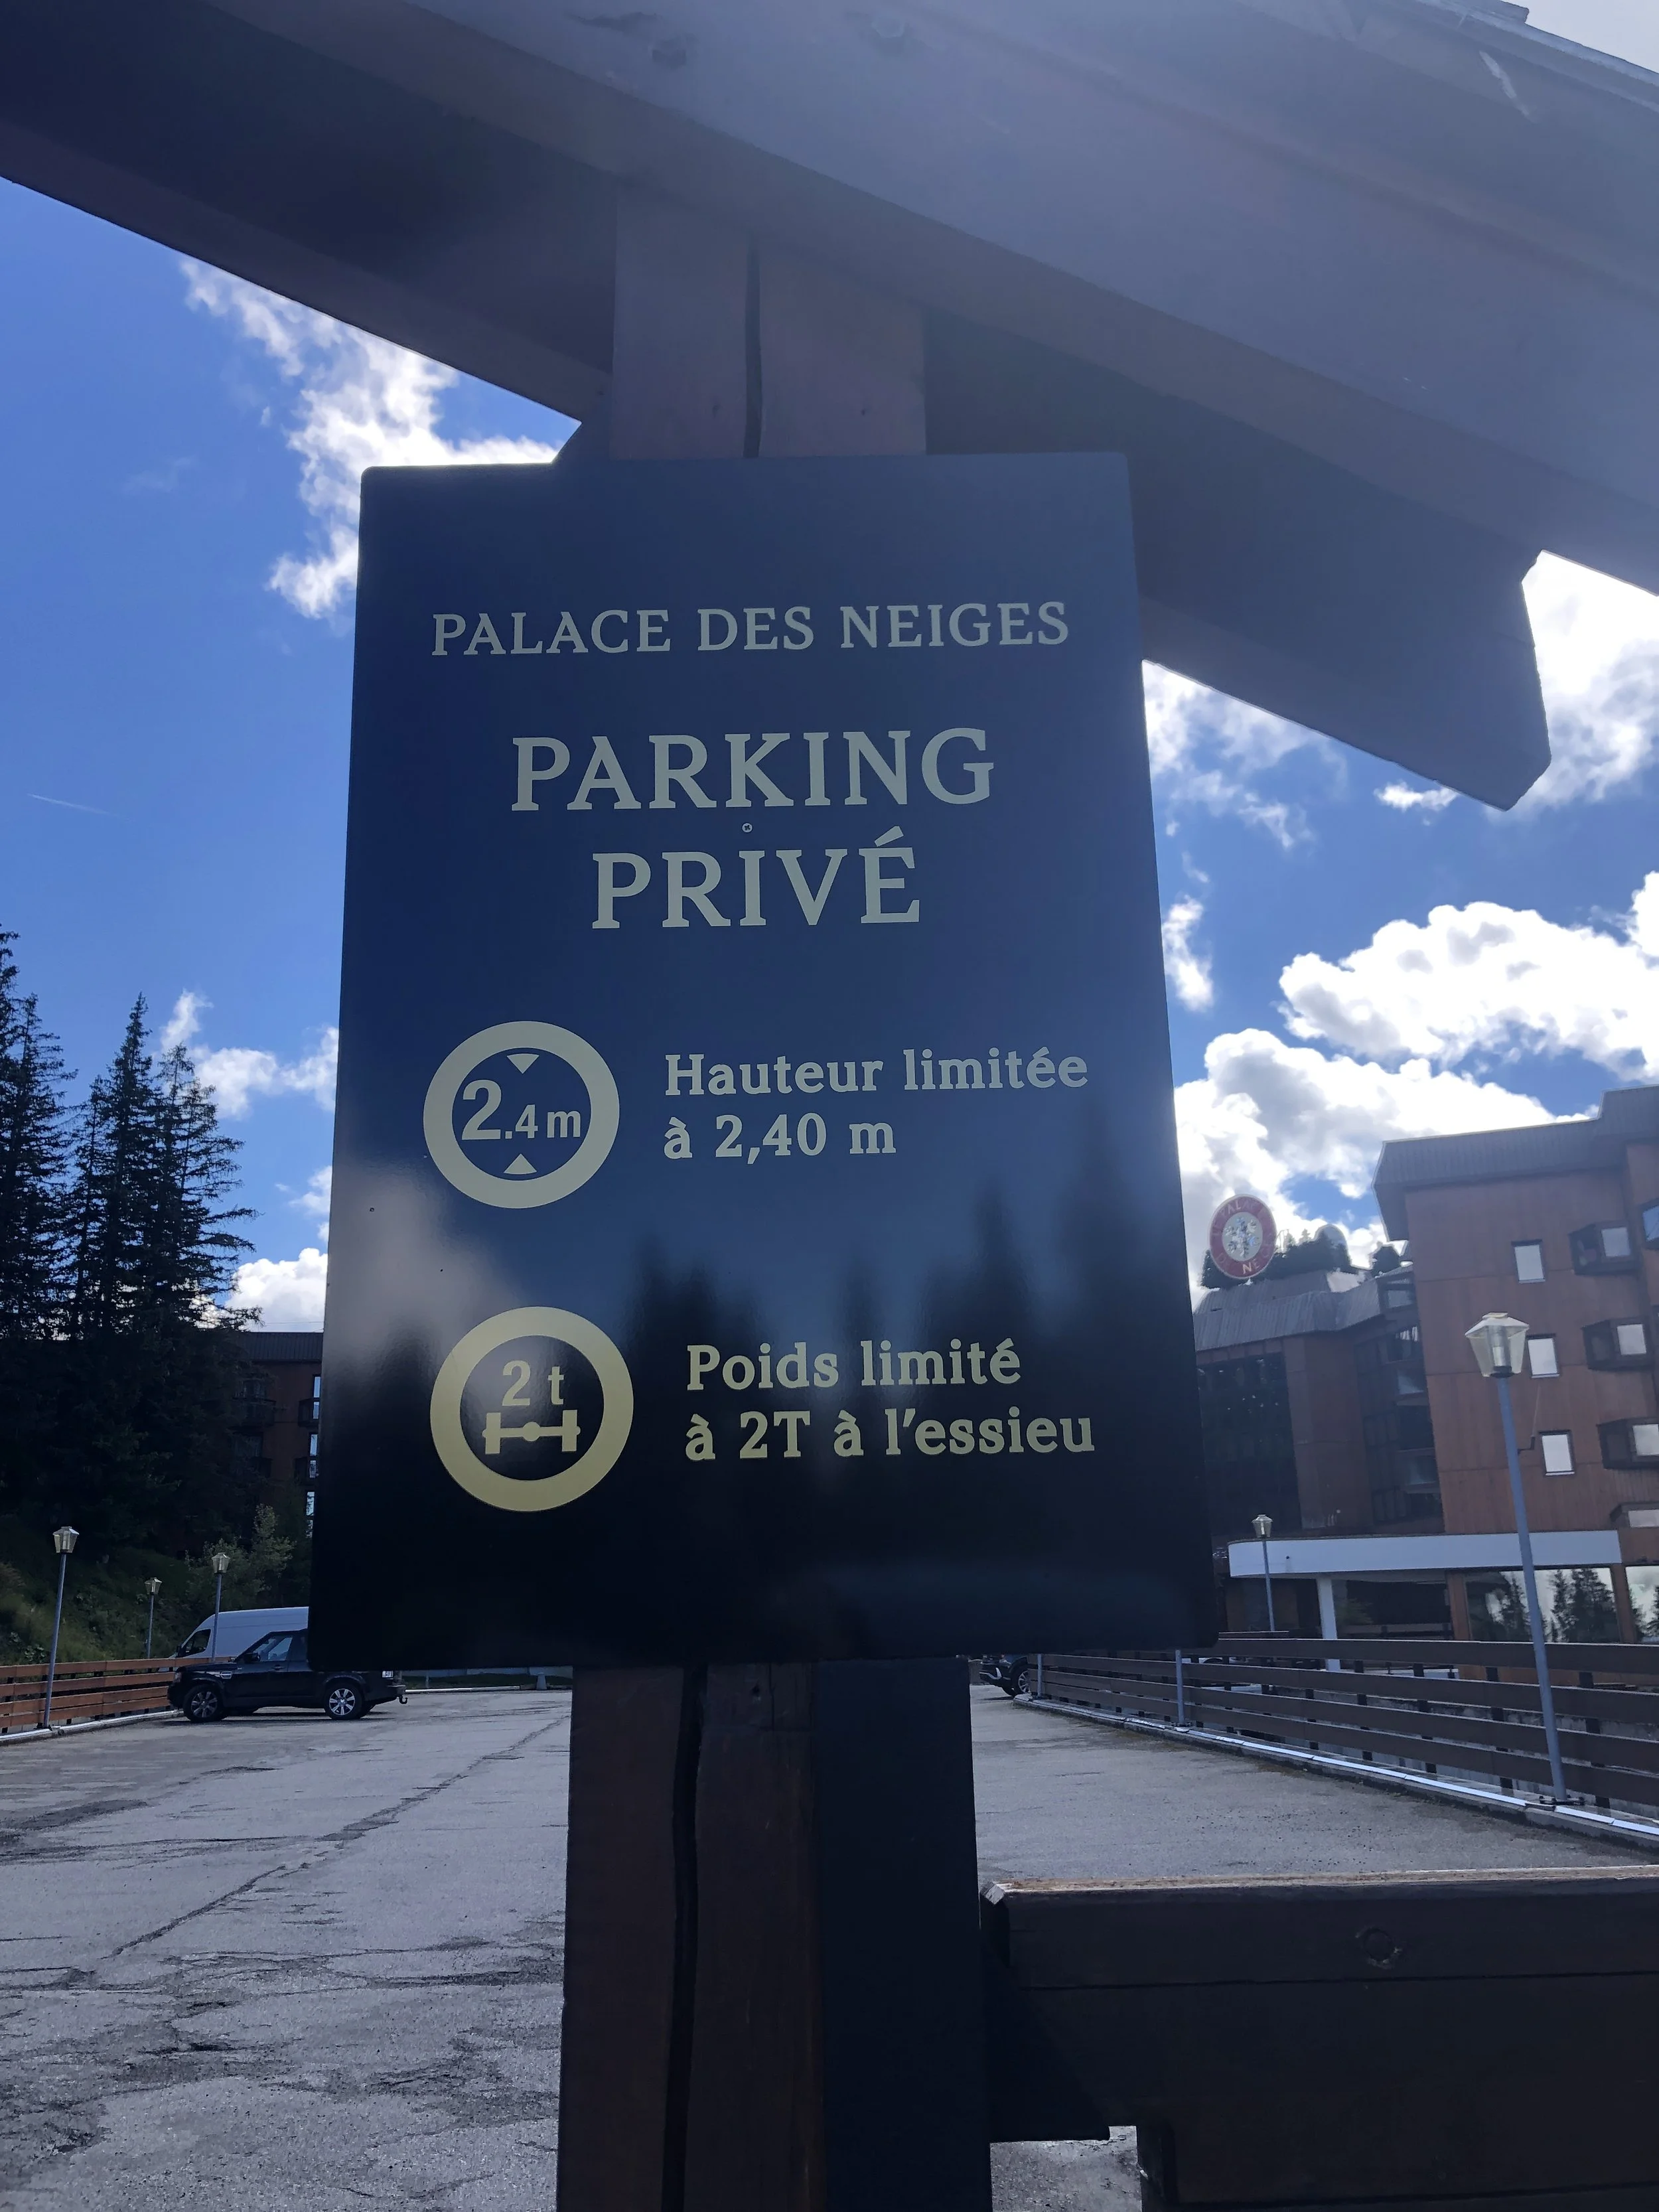 PALACE DES NEIGES
PARKING
PRIVÉ
2.4m
Hauteur limitée
à 2,40 m
2 t
Poids limité
à 2T à l'essieu